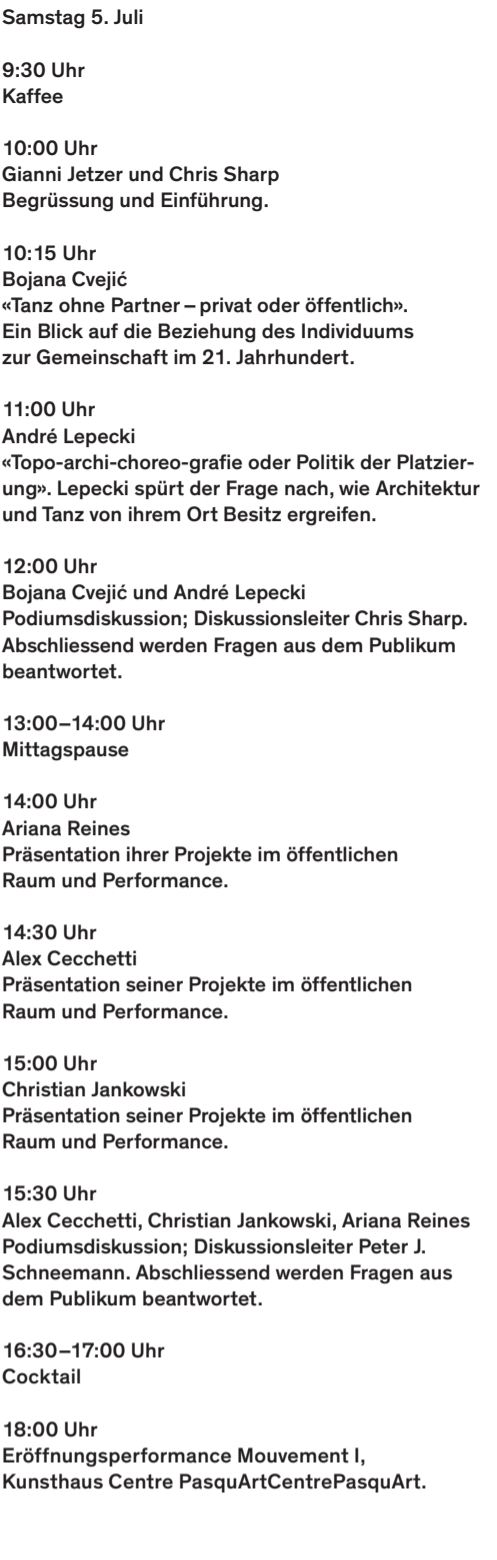 Samstag 5. Juli
9:30 Uhr
Kaffee
10:00 Uhr
Gianni Jetzer und Chris Sharp
Begrüssung und Einführung.
10:15 Uhr
Bojana Cvejić
«Tanz ohne Partner – privat oder öffentlich».
Ein Blick auf die Beziehung des Individuums
zur Gemeinschaft im 21. Jahrhundert.
11:00 Uhr
André Lepecki
«Topo-archi-choreo-grafie oder Politik der Platzier-
ung». Lepecki spürt der Frage nach, wie Architektur
und Tanz von ihrem Ort Besitz ergreifen.
12:00 Uhr
Bojana Cvejić und André Lepecki
Podiumsdiskussion; Diskussionsleiter Chris Sharp.
Abschliessend werden Fragen aus dem Publikum
beantwortet.
13:00–14:00 Uhr
Mittagspause
14:00 Uhr
Ariana Reines
Präsentation ihrer Projekte im öffentlichen
Raum und Performance.
14:30 Uhr
Alex Cecchetti
Präsentation seiner Projekte im öffentlichen
Raum und Performance.
15:00 Uhr
Christian Jankowski
Präsentation seiner Projekte im öffentlichen
Raum und Performance.
15:30 Uhr
Alex Cecchetti, Christian Jankowski, Ariana Reines
Podiumsdiskussion; Diskussionsleiter Peter J.
Schneemann. Abschliessend werden Fragen aus
dem Publikum beantwortet.
16:30–17:00 Uhr
Cocktail
18:00 Uhr
Eröffnungsperformance Mouvement I,
Kunsthaus Centre PasquArtCentrePasquArt.